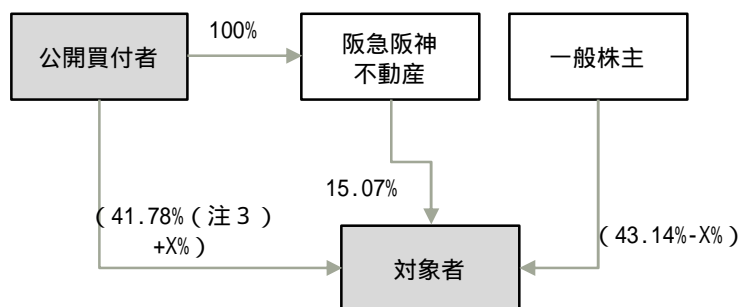 公開買付者
100%
阪急阪神
不動産
一般株主
15.07%
(41.78%(注3)
+X%)
(43.14%-X%)
対象者